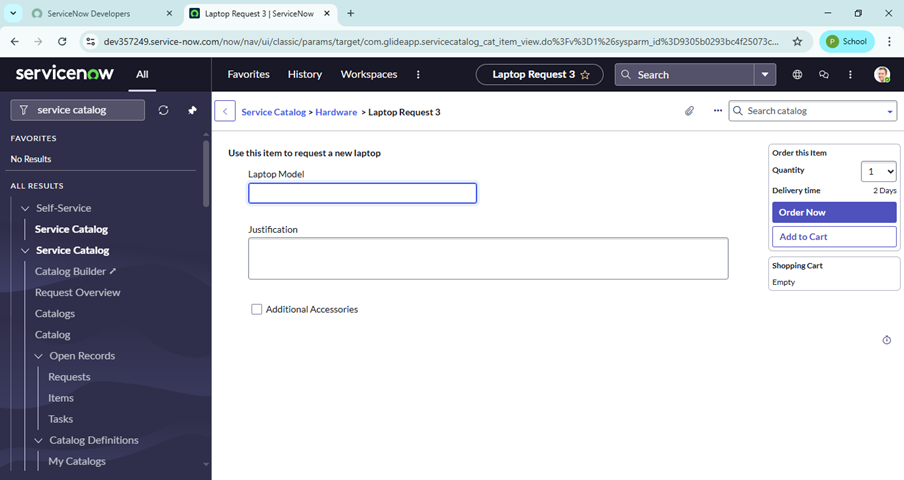 ServiceNow Developers
Laptop Request 3 | ServiceNow
dev357249.service-now.com/now/nav/ui/classic/params/target/com.glideapp.servicecatalog_cat_item_view.do%3Fv%3D1%26sysparm_id%3D9305b0293bc4f25073c...
P School
servicenow
All
Favorites
History
Workspaces
Laptop Request 3
Search
service catalog
FAVORITES
No Results
ALL RESULTS
Self-Service
Service Catalog
Service Catalog
Catalog Builder
Request Overview
Catalogs
Catalog
Open Records
Requests
Items
Tasks
Catalog Definitions
My Catalogs
Service Catalog > Hardware > Laptop Request 3
Search catalog
Use this item to request a new laptop
Laptop Model
Justification
Additional Accessories
Order this Item
Quantity 1
Delivery time 2 Days
Order Now
Add to Cart
Shopping Cart
Empty